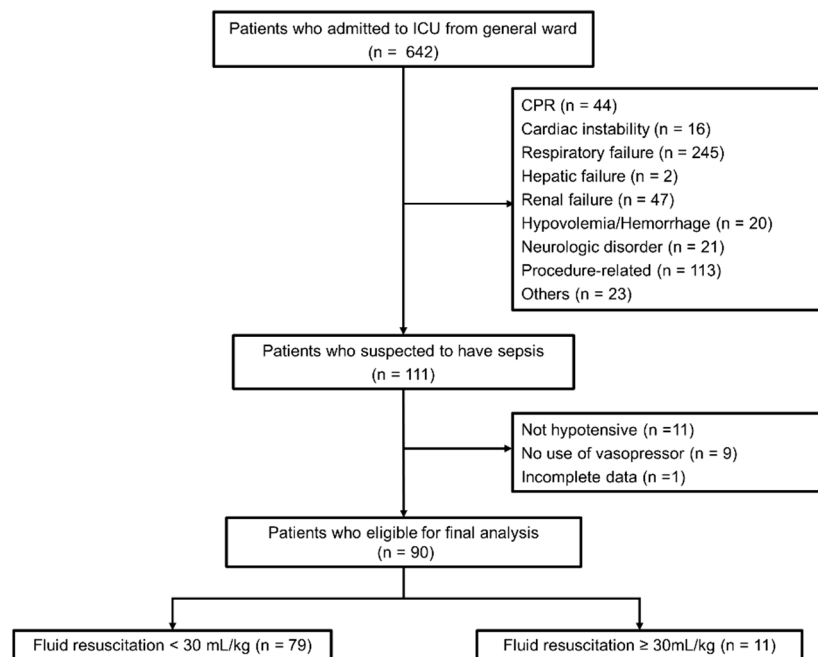 Patients who admitted to ICU from general ward
(n = 642)
CPR (n = 44)
Cardiac instability (n = 16)
Respiratory failure (n = 245)
Hepatic failure (n = 2)
Renal failure (n = 47)
Hypovolemia/Hemorrhage (n = 20)
Neurologic disorder (n = 21)
Procedure-related (n = 113)
Others (n = 23)
Patients who suspected to have sepsis
(n = 111)
Not hypotensive (n =11)
No use of vasopressor (n = 9)
Incomplete data (n =1)
Patients who eligible for final analysis
(n = 90)
Fluid resuscitation < 30 mL/kg (n = 79)
Fluid resuscitation ≥ 30mL/kg (n = 11)